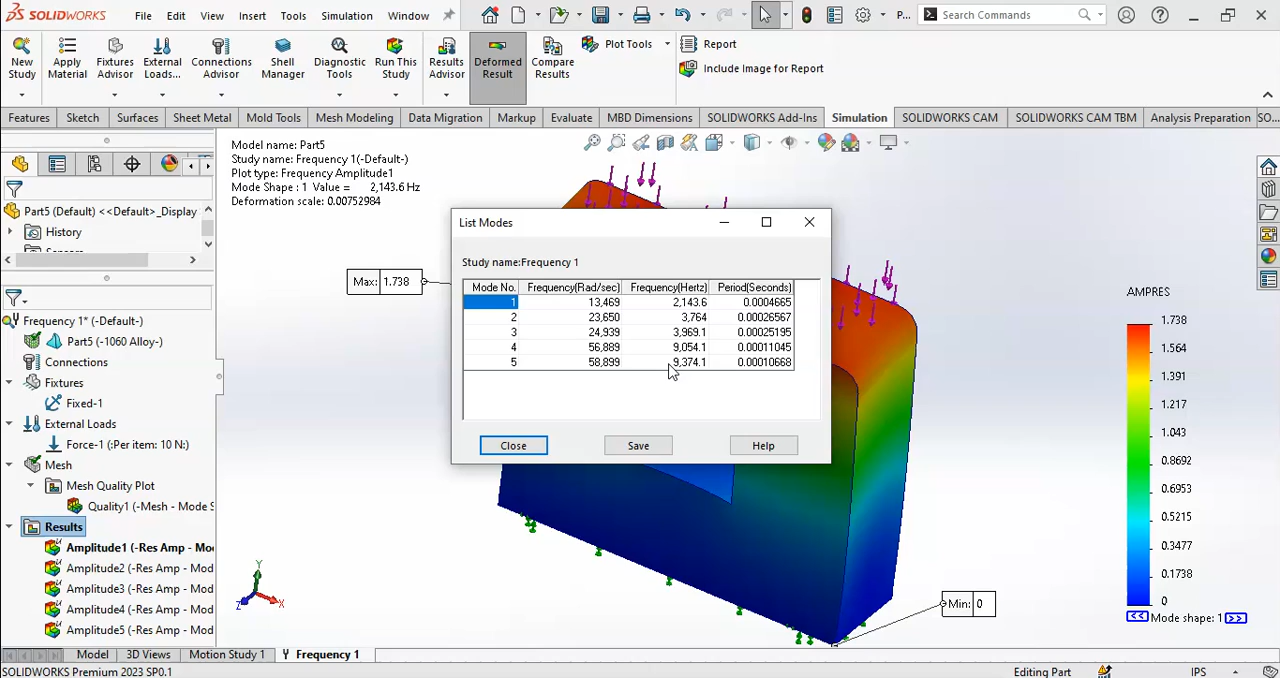 SOLIDWORKS File Edit View Insert Tools Simulation Window P... Search Commands
New Study
Apply Material
Fixtures Advisor
External Loads...
Connections Advisor
Shell Manager
Diagnostic Tools
Run This Study
Results Advisor
Deformed Result
Compare Results
Plot Tools
Report
Include Image for Report
Features Sketch Surfaces Sheet Metal Mold Tools Mesh Modeling Data Migration Markup Evaluate MBD Dimensions SOLIDWORKS Add-Ins Simulation SOLIDWORKS CAM SOLIDWORKS CAM TBM Analysis Preparation SO...
Part5 (Default) <<Default>_Display
History
Frequency 1* (-Default-)
Part5 (-1060 Alloy-)
Connections
Fixtures
Fixed-1
External Loads
Force-1 (:Per item: 10 N:)
Mesh
Mesh Quality Plot
Quality1 (-Mesh - Mode S
Results
Amplitude1 (-Res Amp - Mo
Amplitude2 (-Res Amp - Mod
Amplitude3 (-Res Amp - Mod
Amplitude4 (-Res Amp - Mod
Amplitude5 (-Res Amp - Mod
Model name: Part5
Study name: Frequency 1(-Default-)
Plot type: Frequency Amplitude1
Mode Shape : 1 Value = 2,143.6 Hz
Deformation scale: 0.00752984
Max: 1.738
List Modes
Study name:Frequency 1
Mode No. Frequency(Rad/sec) Frequency(Hertz) Period(Seconds)
1 13,469 2,143.6 0.0004665
2 23,650 3,764 0.00026567
3 24,939 3,969.1 0.00025195
4 56,889 9,054.1 0.00011045
5 58,899 9,374.1 0.00010668
Close Save Help
AMPRES
1.738
1.564
1.391
1.217
1.043
0.8692
0.6953
0.5215
0.3477
0.1738
0
Min: 0
<< Mode shape: 1 >>
Y
Z X
Model 3D Views Motion Study 1 Frequency 1
SOLIDWORKS Premium 2023 SP0.1 Editing Part IPS